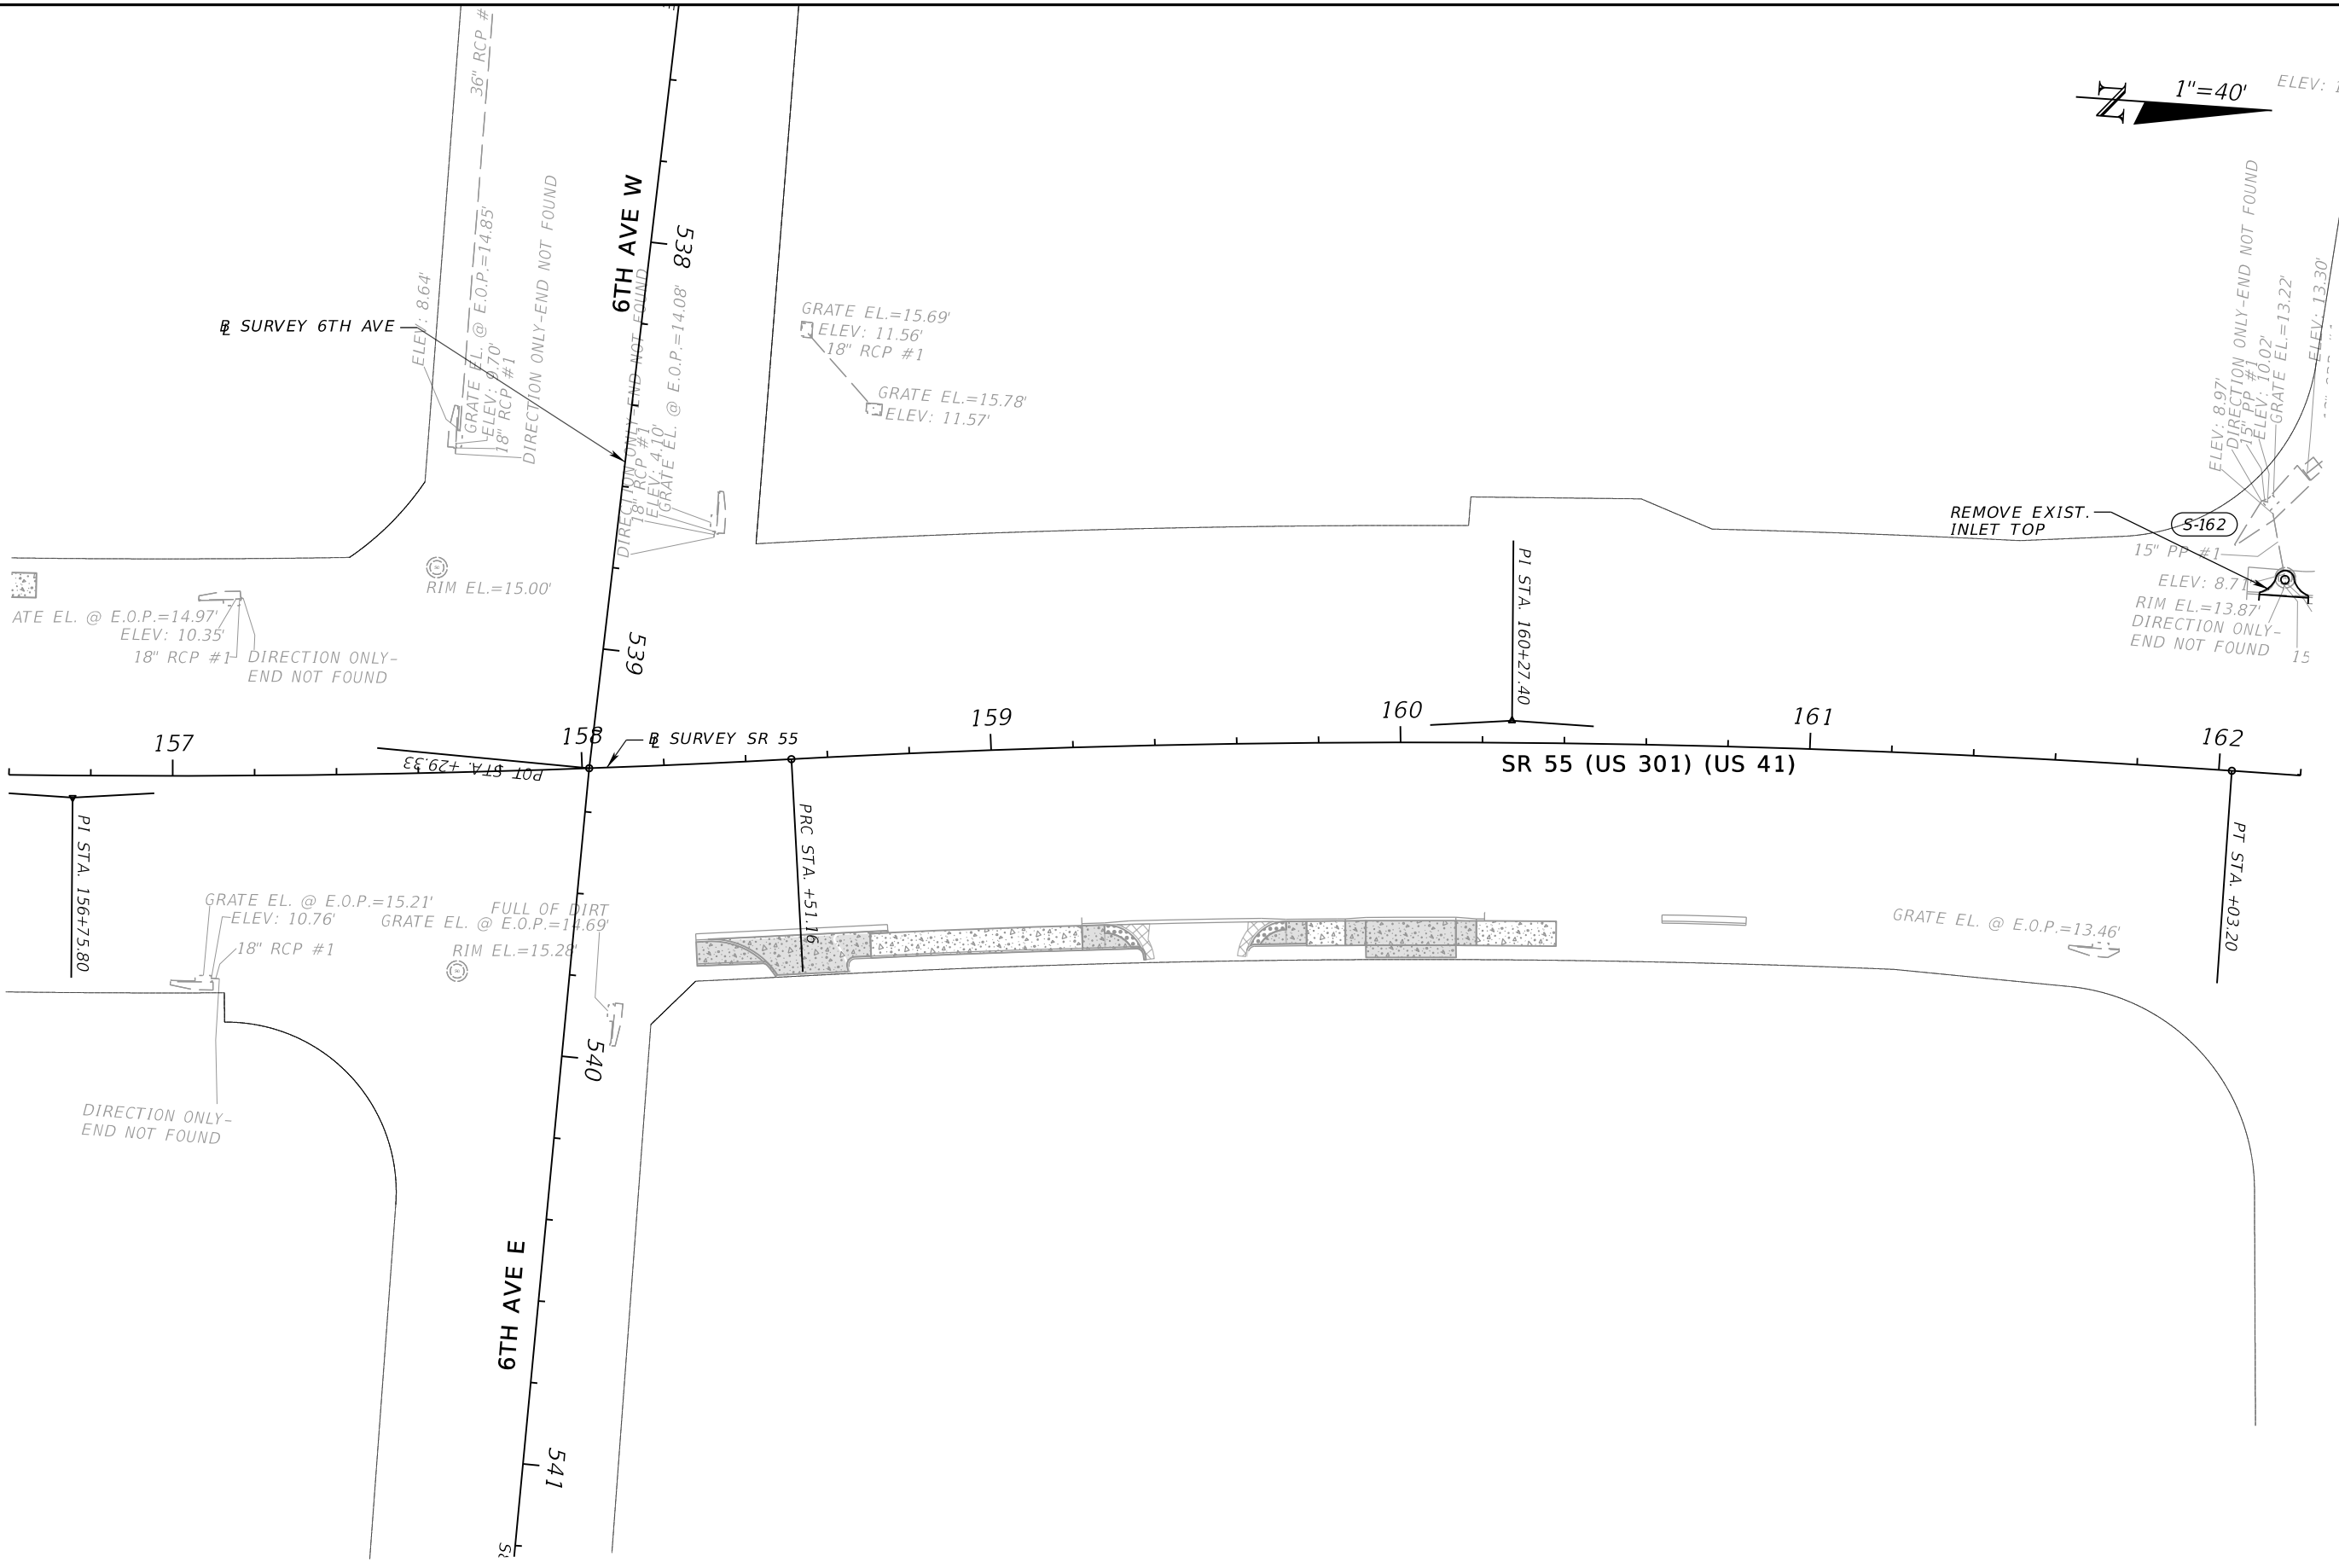 36" RCP #
1"=40'
N
ELEV: 1
6TH AVE W
538
ELEV: 8.64'
GRATE EL. @ E.O.P.=14.85'
ELEV: 9.70'
18" RCP #1
DIRECTION ONLY-END NOT FOUND
DIRECTION ONLY-END NOT FOUND
18" RCP #1
ELEV: 4.10'
GRATE EL. @ E.O.P.=14.08'
℄ SURVEY 6TH AVE
GRATE EL.=15.69'
ELEV: 11.56'
18" RCP #1
GRATE EL.=15.78'
ELEV: 11.57'
ELEV: 8.97'
DIRECTION ONLY-END NOT FOUND
15" PP #1
ELEV: 10.02'
GRATE EL.=13.22'
ELEV: 13.30'
REMOVE EXIST.
INLET TOP
S-162
15" PP #1
ELEV: 8.71
RIM EL.=13.87'
DIRECTION ONLY-
END NOT FOUND
15
RIM EL.=15.00'
ATE EL. @ E.O.P.=14.97'
ELEV: 10.35'
18" RCP #1
DIRECTION ONLY-
END NOT FOUND
539
PI STA. 160+27.40
157
158
159
160
161
162
POT STA. +29.33
℄ SURVEY SR 55
SR 55 (US 301) (US 41)
PI STA. 156+75.80
PRC STA. +51.16
PT STA. +03.20
GRATE EL. @ E.O.P.=15.21'
ELEV: 10.76'
18" RCP #1
FULL OF DIRT
GRATE EL. @ E.O.P.=14.69'
RIM EL.=15.28'
GRATE EL. @ E.O.P.=13.46'
540
DIRECTION ONLY-
END NOT FOUND
6TH AVE E
541